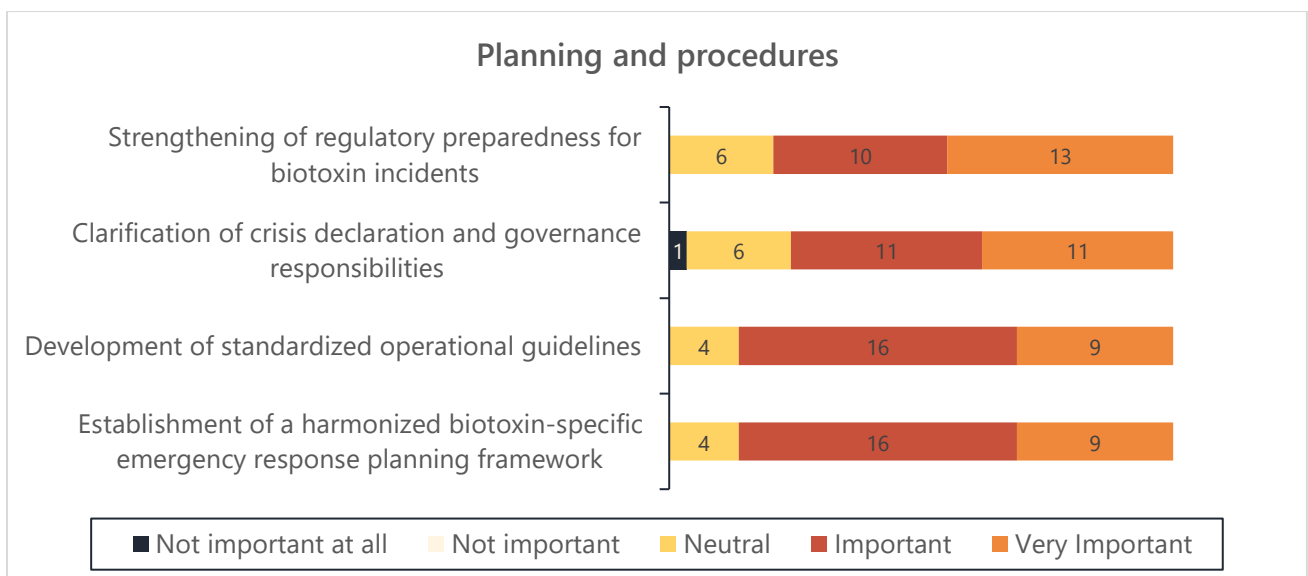 Planning and procedures
Strengthening of regulatory preparedness for
biotoxin incidents
6 10 13
Clarification of crisis declaration and governance
responsibilities
1 6 11 11
Development of standardized operational guidelines
4 16 9
Establishment of a harmonized biotoxin-specific
emergency response planning framework
4 16 9
Not important at all Not important Neutral Important Very Important